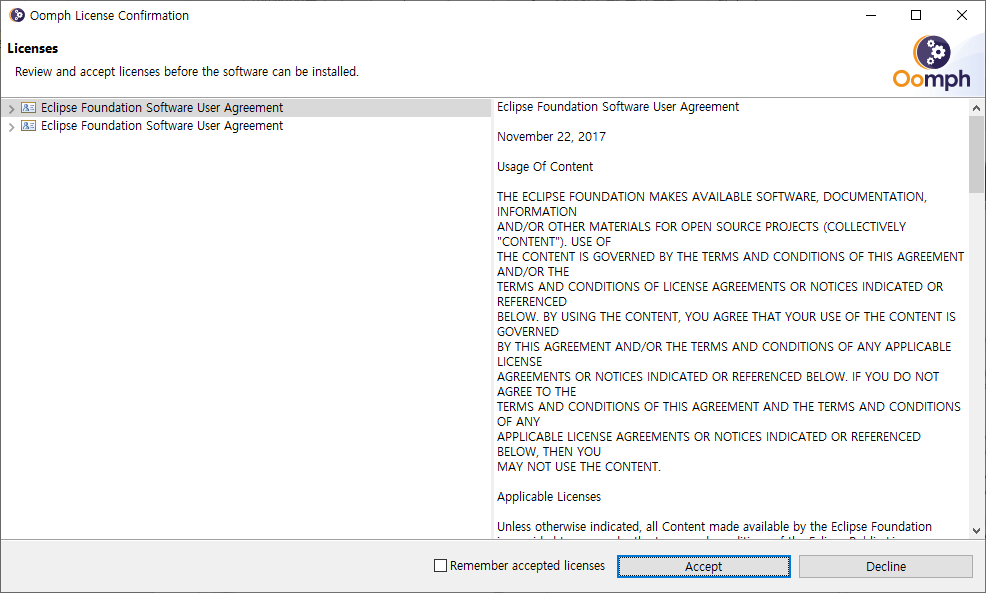 Oomph License Confirmation
Licenses
Review and accept licenses before the software can be installed.
Oomph
Eclipse Foundation Software User Agreement
Eclipse Foundation Software User Agreement
Eclipse Foundation Software User Agreement
November 22, 2017
Usage Of Content
THE ECLIPSE FOUNDATION MAKES AVAILABLE SOFTWARE, DOCUMENTATION,
INFORMATION
AND/OR OTHER MATERIALS FOR OPEN SOURCE PROJECTS (COLLECTIVELY
"CONTENT"). USE OF
THE CONTENT IS GOVERNED BY THE TERMS AND CONDITIONS OF THIS AGREEMENT
AND/OR THE
TERMS AND CONDITIONS OF LICENSE AGREEMENTS OR NOTICES INDICATED OR
REFERENCED
BELOW. BY USING THE CONTENT, YOU AGREE THAT YOUR USE OF THE CONTENT IS
GOVERNED
BY THIS AGREEMENT AND/OR THE TERMS AND CONDITIONS OF ANY APPLICABLE
LICENSE
AGREEMENTS OR NOTICES INDICATED OR REFERENCED BELOW. IF YOU DO NOT
AGREE TO THE
TERMS AND CONDITIONS OF THIS AGREEMENT AND THE TERMS AND CONDITIONS
OF ANY
APPLICABLE LICENSE AGREEMENTS OR NOTICES INDICATED OR REFERENCED
BELOW, THEN YOU
MAY NOT USE THE CONTENT.
Applicable Licenses
Unless otherwise indicated, all Content made available by the Eclipse Foundation
Remember accepted licenses
Accept
Decline